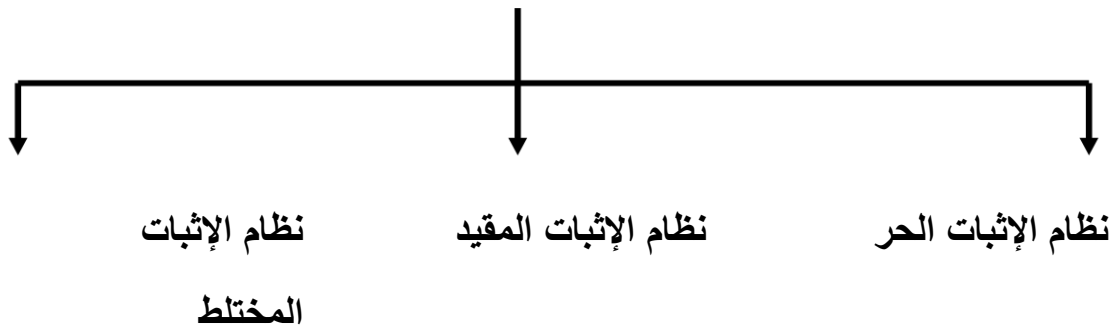 نظام الإثبات الحر
نظام الإثبات المقيد
نظام الإثبات
المختلط